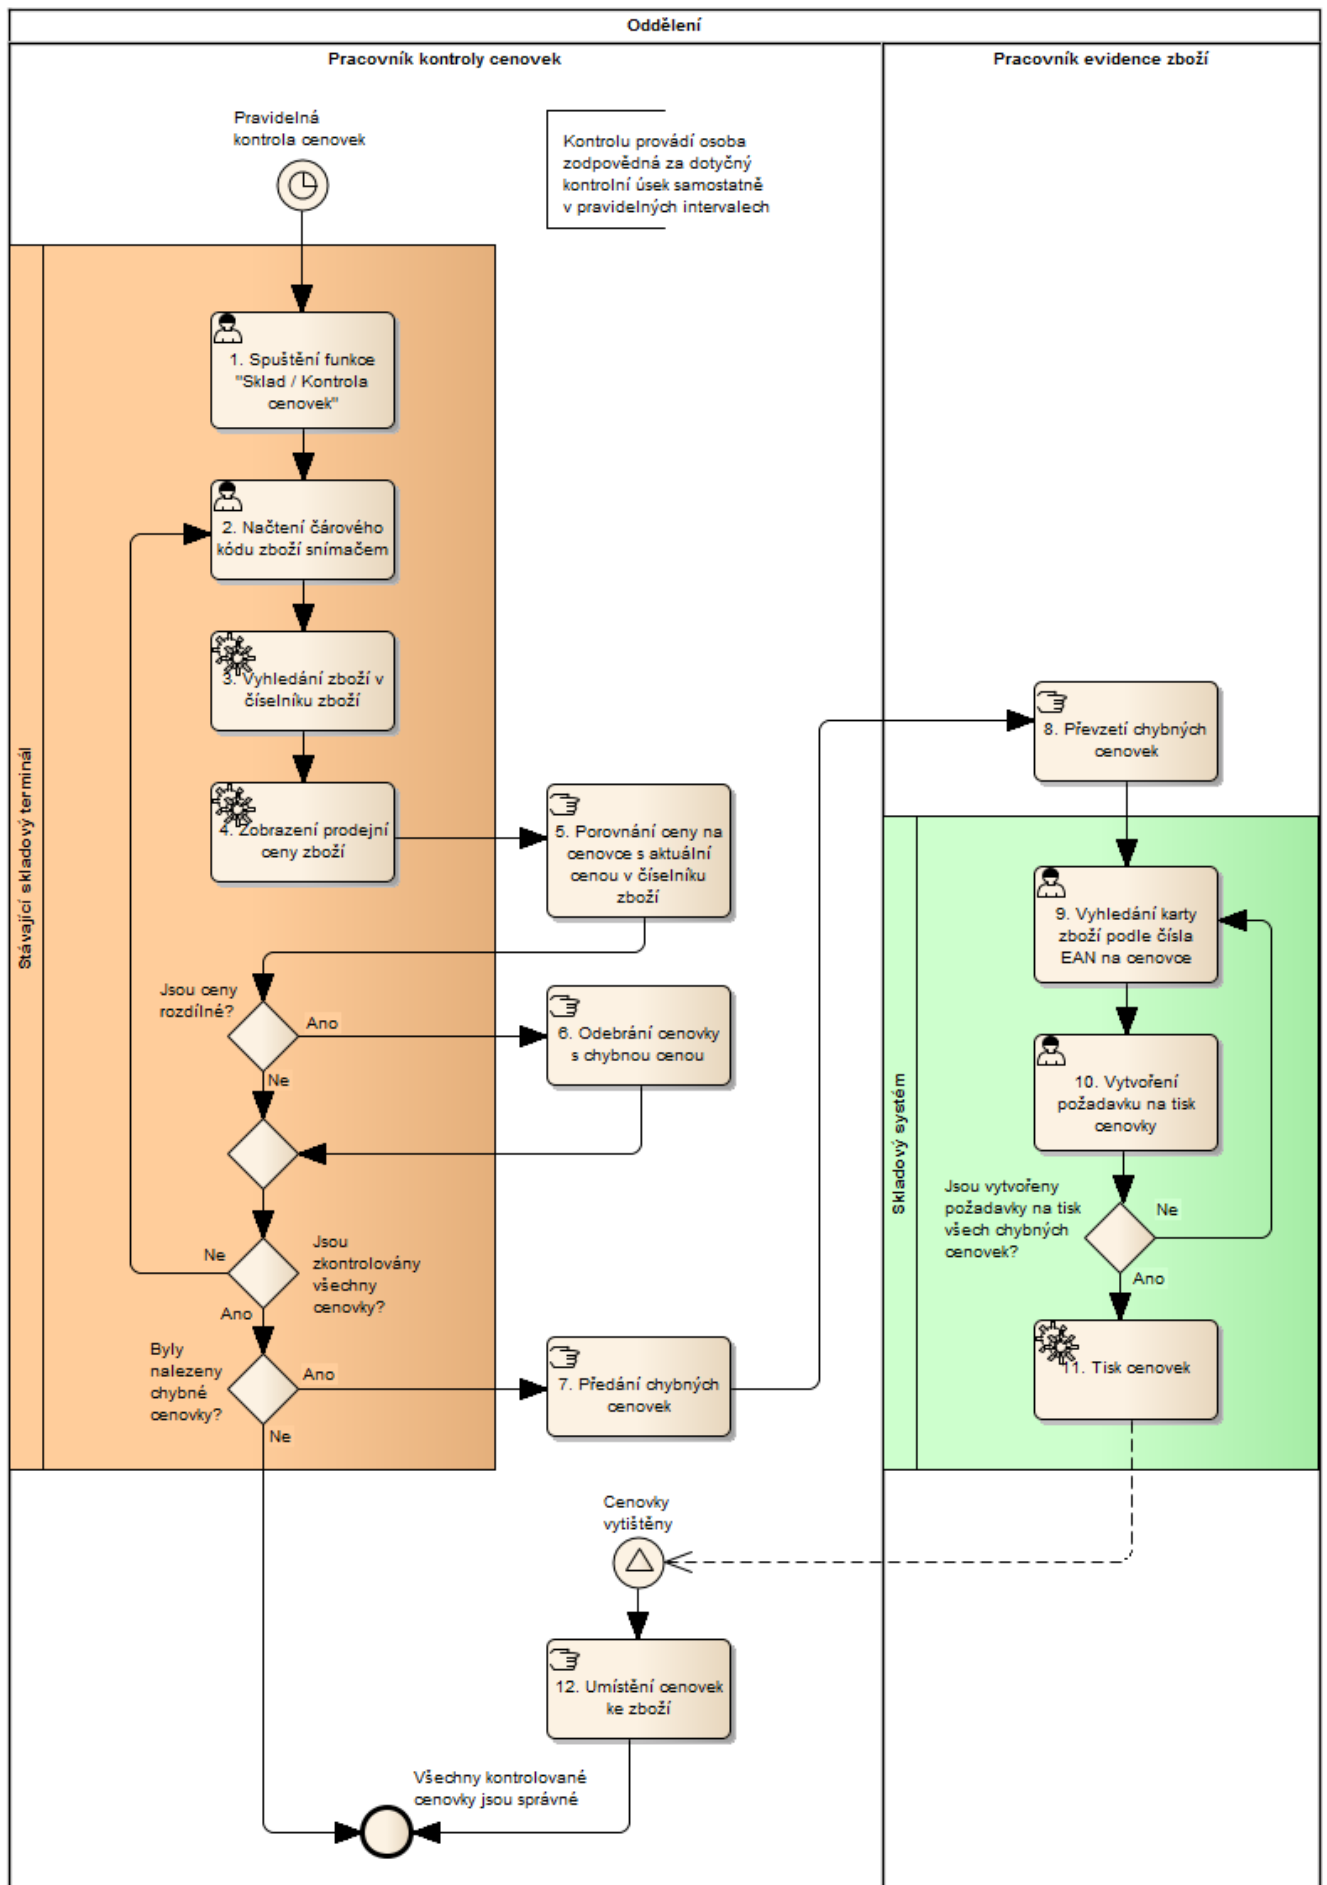 Oddělení
Pracovník kontroly cenovek
Pracovník evidence zboží
Pravidelná
kontrola cenovek
Kontrolu provádí osoba
zodpovědná za dotyčný
kontrolní úsek samostatně
v pravidelných intervalech
Stávající skladový terminál
1. Spuštění funkce
"Sklad / Kontrola
cenovek"
2. Načtení čárového
kódu zboží snímačem
3. Vyhledání zboží v
číselníku zboží
4. Zobrazení prodejní
ceny zboží
5. Porovnání ceny na
cenovce s aktuální
cenou v číselníku
zboží
Jsou ceny
rozdílné?
Ano
Ne
6. Odebrání cenovky
s chybnou cenou
Ne
Jsou
zkontrolovány
všechny
cenovky?
Ano
Byly
nalezeny
chybné
cenovky?
Ano
Ne
7. Předání chybných
cenovek
8. Převzetí chybných
cenovek
Skladový systém
9. Vyhledání karty
zboží podle čísla
EAN na cenovce
10. Vytvoření
požadavku na tisk
cenovky
Jsou vytvořeny
požadavky na tisk
všech chybných
cenovek?
Ne
Ano
11. Tisk cenovek
Cenovky
vytištěny
12. Umístění cenovek
ke zboží
Všechny kontrolované
cenovky jsou správné